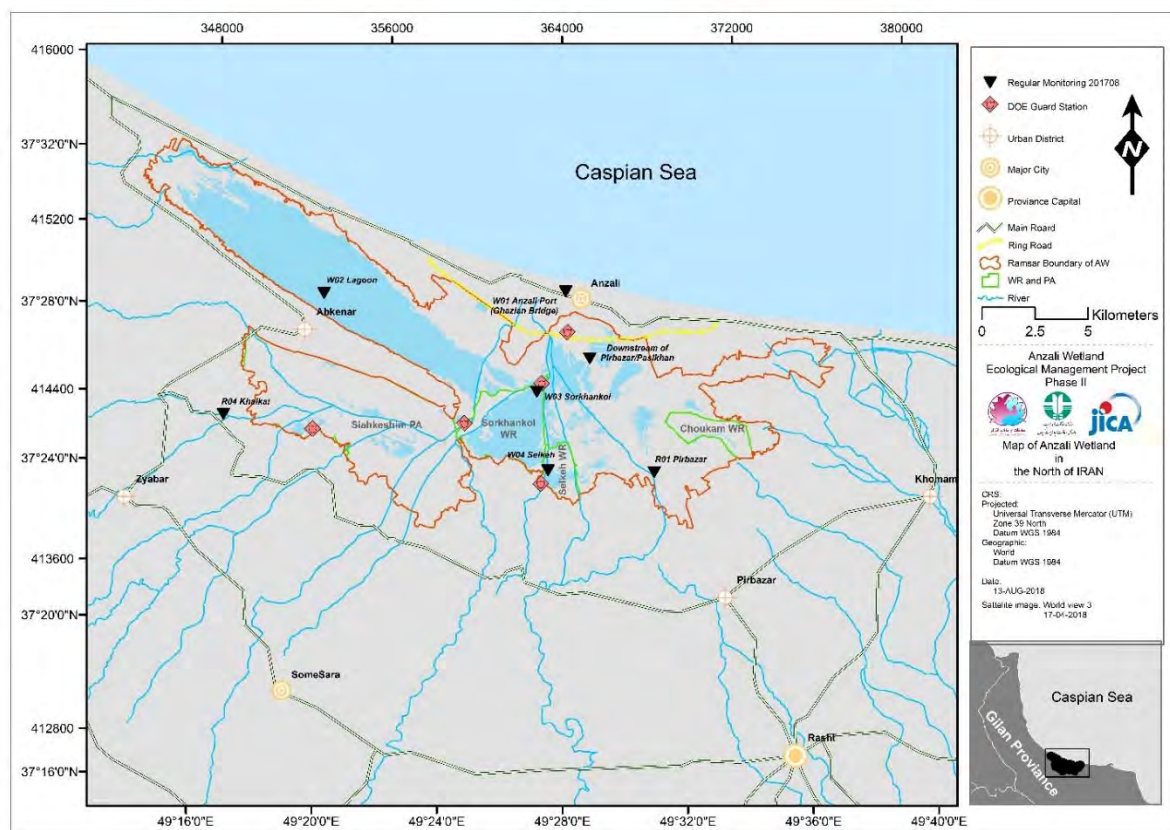 348000 356000 364000 372000 380000
416000
415200
414400
413600
412800
37°32'0"N
37°28'0"N
37°24'0"N
37°20'0"N
37°16'0"N
49°16'0"E 49°20'0"E 49°24'0"E 49°28'0"E 49°32'0"E 49°36'0"E 49°40'0"E
Caspian Sea
W02 Lagoon
Abkenar
W01 Anzali Port
(Ghazian Bridge)
Anzali
Downstream of
Pirbazar/Pasikhan
W03 Sorkhankol
R04 Khalkai
Siahkeshim PA
Sorkhankol
WR
Choukam WR
W04 Selkeh
Selkeh WR
R01 Pirbazar
Zyabar
Khomam
Pirbazar
SomeSara
Rasht
N
Regular Monitoring 201708
DOE Guard Station
Urban District
Major City
Proviance Capital
Main Roard
Ring Road
Ramsar Boundary of AW
WR and PA
River
Kilometers
0 2.5 5
Anzali Wetland
Ecological Management Project
Phase II
JICA
Map of Anzali Wetland
in
the North of IRAN
CRS:
Projected:
Universal Transverse Mercator (UTM)
Zone 39 North
Datum WGS 1984
Geographic:
World
Datum WGS 1984
Date:
13-AUG-2018
Sattelite image: World view 3
17-04-2018
Caspian Sea
Gilan Proviance